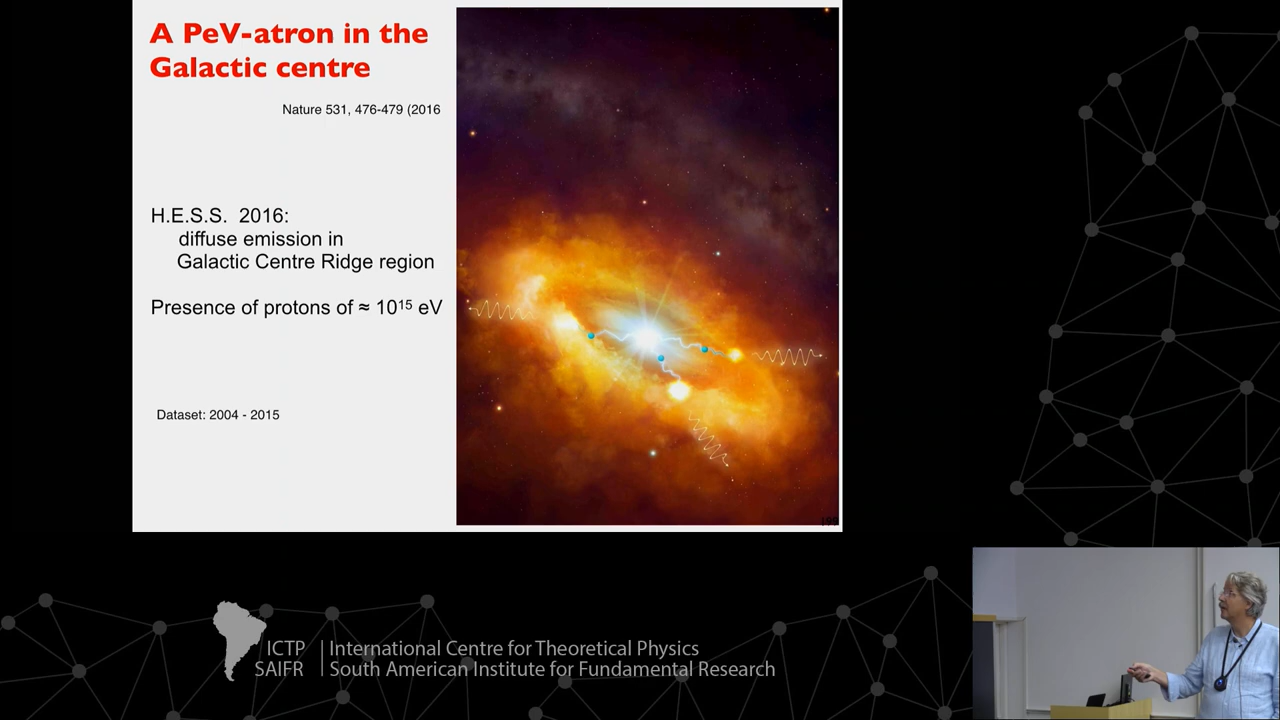 A PeV-atron in the
Galactic centre
Nature 531, 476-479 (2016
H.E.S.S. 2016:
diffuse emission in
Galactic Centre Ridge region
Presence of protons of ≈ 10¹⁵ eV
Dataset: 2004 - 2015
ICTP
SAIFR
International Centre for Theoretical Physics
South American Institute for Fundamental Research